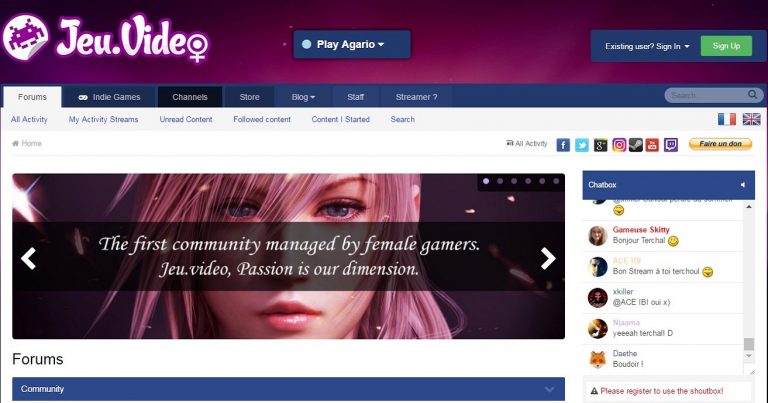 Jeu.Video
Play Agario
Existing user? Sign In
Sign Up
Forums
Indie Games
Channels
Store
Blog
Staff
Streamer ?
Search...
All Activity
My Activity Streams
Unread Content
Followed content
Content I Started
Search
Home
All Activity
Faire un don
The first community managed by female gamers.
Jeu.video, Passion is our dimension.
Chatbox
Gameuse Skitty
Bonjour Terchal
ACE IBI
Bon Stream à toi terchoul
xkiller
@ACE IBI oui x)
Niaama
yeeeah terchal! D
Daethe
Boudoir !
Please register to use the shoutbox!
Forums
Community